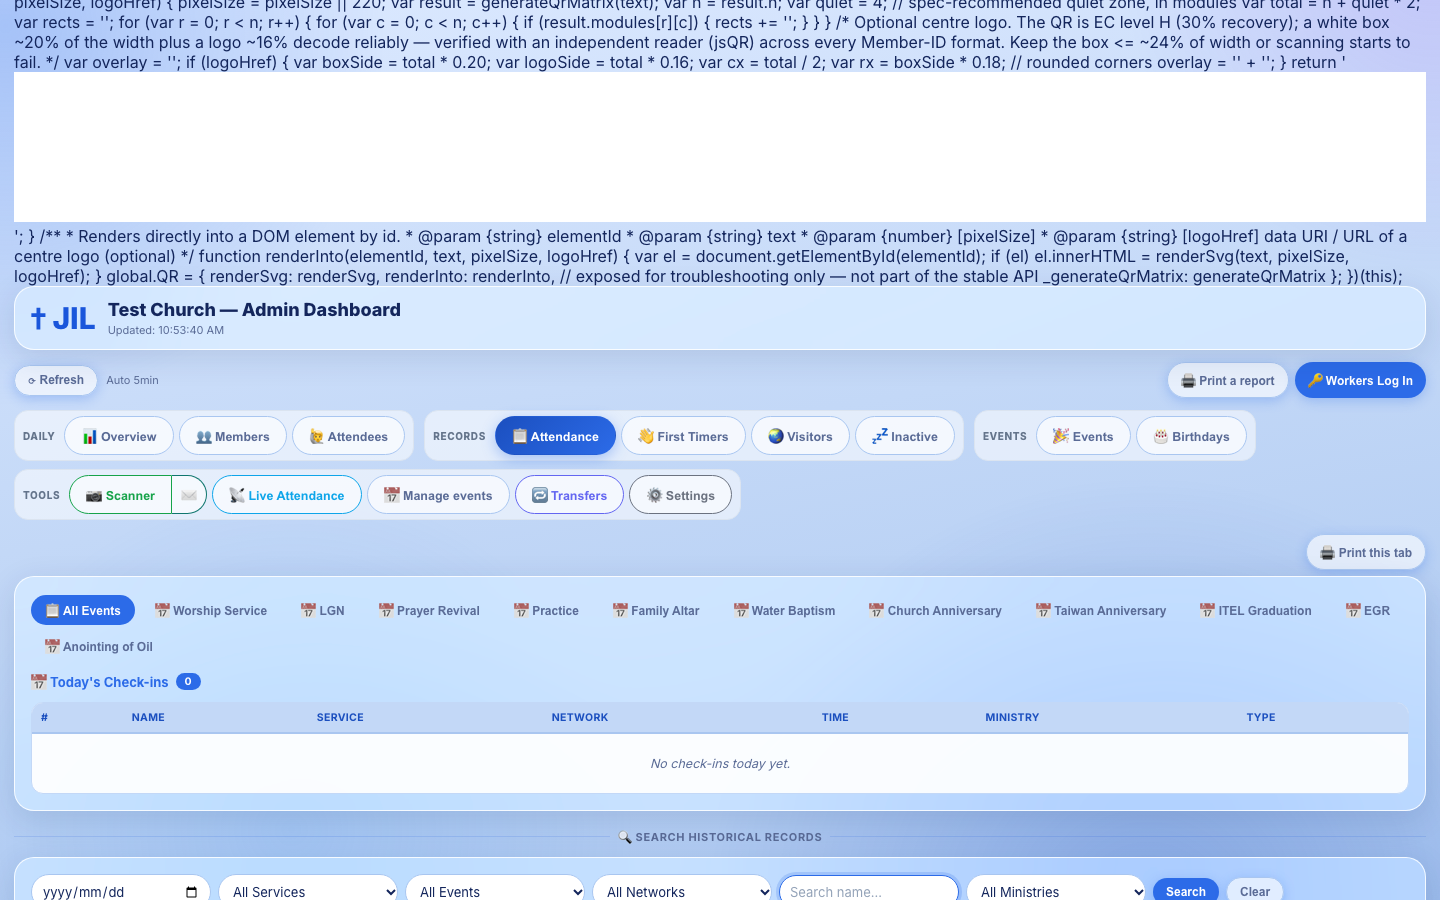 pixelSize, logoHref) { pixelSize = pixelSize || 220; var result = generateQrMatrix(text); var n = result.n; var quiet = 4; // spec-recommended quiet zone, in modules var total = n + quiet * 2;
var rects = ''; for (var r = 0; r < n; r++) { for (var c = 0; c < n; c++) { if (result.modules[r][c]) { rects += ''; } } } /* Optional centre logo. The QR is EC level H (30% recovery); a white box
~20% of the width plus a logo ~16% decode reliably — verified with an independent reader (jsQR) across every Member-ID format. Keep the box <= ~24% of width or scanning starts to
fail. */ var overlay = ''; if (logoHref) { var boxSide = total * 0.20; var logoSide = total * 0.16; var cx = total / 2; var rx = boxSide * 0.18; // rounded corners overlay = '' + ''; } return '
'; } /** * Renders directly into a DOM element by id. * @param {string} elementId * @param {string} text * @param {number} [pixelSize] * @param {string} [logoHref] data URI / URL of a
centre logo (optional) */ function renderInto(elementId, text, pixelSize, logoHref) { var el = document.getElementById(elementId); if (el) el.innerHTML = renderSvg(text, pixelSize,
logoHref); } global.QR = { renderSvg: renderSvg, renderInto: renderInto, // exposed for troubleshooting only — not part of the stable API _generateQrMatrix: generateQrMatrix }; })(this);
JIL
Test Church — Admin Dashboard
Updated: 10:53:40 AM
Refresh Auto 5min Print a report Workers Log In
DAILY Overview Members Attendees RECORDS Attendance First Timers Visitors Inactive EVENTS Events Birthdays
TOOLS Scanner Live Attendance Manage events Transfers Settings
Print this tab
All Events Worship Service LGN Prayer Revival Practice Family Altar Water Baptism Church Anniversary Taiwan Anniversary ITEL Graduation EGR
Anointing of Oil
Today's Check-ins 0
# NAME SERVICE NETWORK TIME MINISTRY TYPE
No check-ins today yet.
SEARCH HISTORICAL RECORDS
yyyy/mm/dd All Services All Events All Networks Search name... All Ministries Search Clear